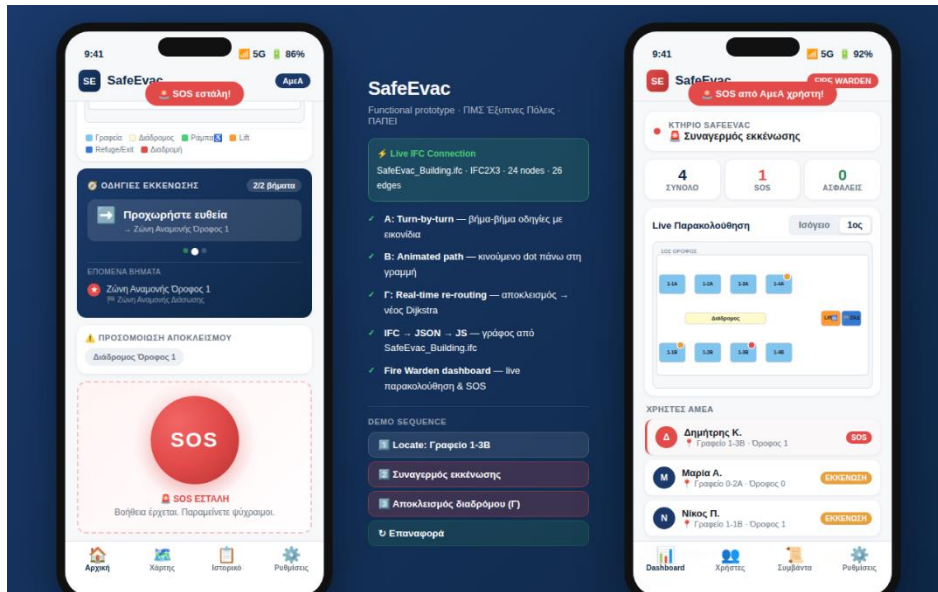 9:41
5G 86%
SE SafeEvac ΑμεΑ
SOS εστάλη!
Γραφείο Διάδρομος Ράμπα Lift
Refuge/Exit Διαδρομή
ΟΔΗΓΙΕΣ ΕΚΚΕΝΩΣΗΣ 2/2 βήματα
Προχωρήστε ευθεία
→ Ζώνη Αναμονής Όροφος 1
ΕΠΟΜΕΝΑ ΒΗΜΑΤΑ
Ζώνη Αναμονής Όροφος 1
Ζώνη Αναμονής Διάσωσης
ΠΡΟΣΟΜΟΙΩΣΗ ΑΠΟΚΛΕΙΣΜΟΥ
Διάδρομος Όροφος 1
SOS
SOS ΕΣΤΑΛΗ
Βοήθεια έρχεται. Παραμείνετε ψύχραιμοι.
Αρχική Χάρτης Ιστορικό Ρυθμίσεις
SafeEvac
Functional prototype · ΠΜΣ Έξυπνες Πόλεις ·
ΠΑΠΕΙ
Live IFC Connection
SafeEvac_Building.ifc · IFC2X3 · 24 nodes · 26
edges
✓ A: Turn-by-turn — βήμα-βήμα οδηγίες με
εικονίδια
✓ B: Animated path — κινούμενο dot πάνω στη
γραμμή
✓ Γ: Real-time re-routing — αποκλεισμός →
νέος Dijkstra
✓ IFC → JSON → JS — γράφος από
SafeEvac_Building.ifc
✓ Fire Warden dashboard — live
παρακολούθηση & SOS
DEMO SEQUENCE
1 Locate: Γραφείο 1-3B
2 Συναγερμός εκκένωσης
3 Αποκλεισμός διαδρόμου (Γ)
↻ Επαναφορά
9:41
5G 92%
SE SafeEvac FIRE WARDEN
SOS από ΑμεΑ χρήστη!
ΚΤΗΡΙΟ SAFEEVAC
Συναγερμός εκκένωσης
4 1 0
ΣΥΝΟΛΟ SOS ΑΣΦΑΛΕΙΣ
Live Παρακολούθηση Ισόγειο 1ος
1ΟΣ ΟΡΟΦΟΣ
1-1A 1-2A 1-3A 1-4A
Διάδρομος
1-1B 1-2B 1-3B 1-4B
ΧΡΗΣΤΕΣ ΑΜΕΑ
Δ Δημήτρης Κ. SOS
Γραφείο 1-3B · Όροφος 1
Μ Μαρία Α. ΕΚΚΕΝΩΣΗ
Γραφείο 0-2A · Όροφος 0
Ν Νίκος Π. ΕΚΚΕΝΩΣΗ
Γραφείο 1-1B · Όροφος 1
Dashboard Χρήστες Συμβάντα Ρυθμίσεις